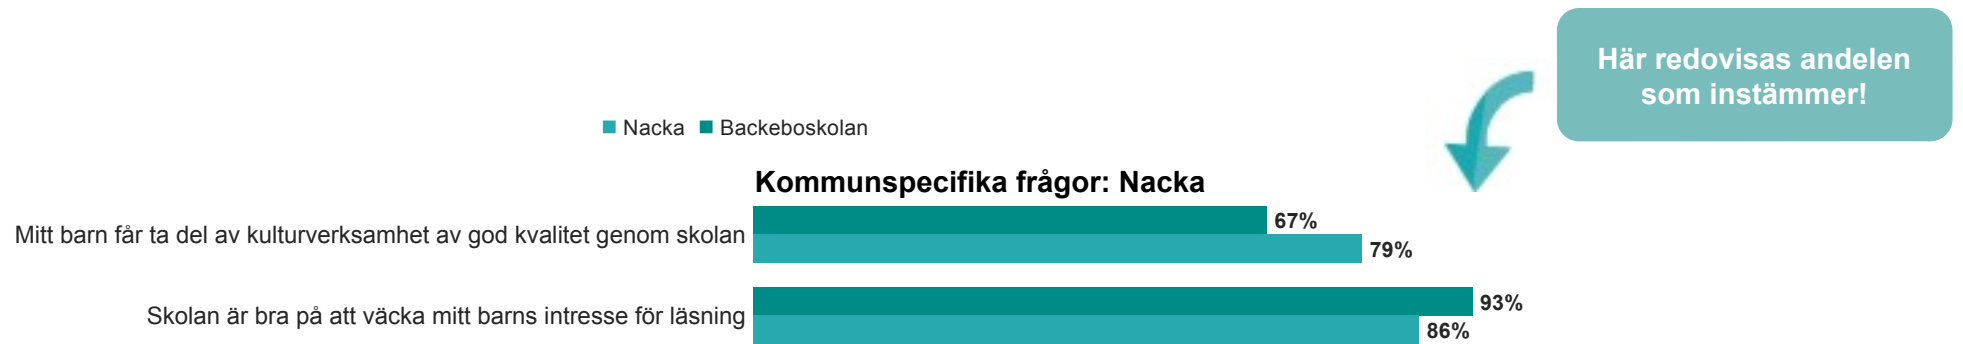 Här redovisas andelen
som instämmer!
Nacka Backeboskolan
Kommunspecifika frågor: Nacka
Mitt barn får ta del av kulturverksamhet av god kvalitet genom skolan
67%
79%
Skolan är bra på att väcka mitt barns intresse för läsning
93%
86%